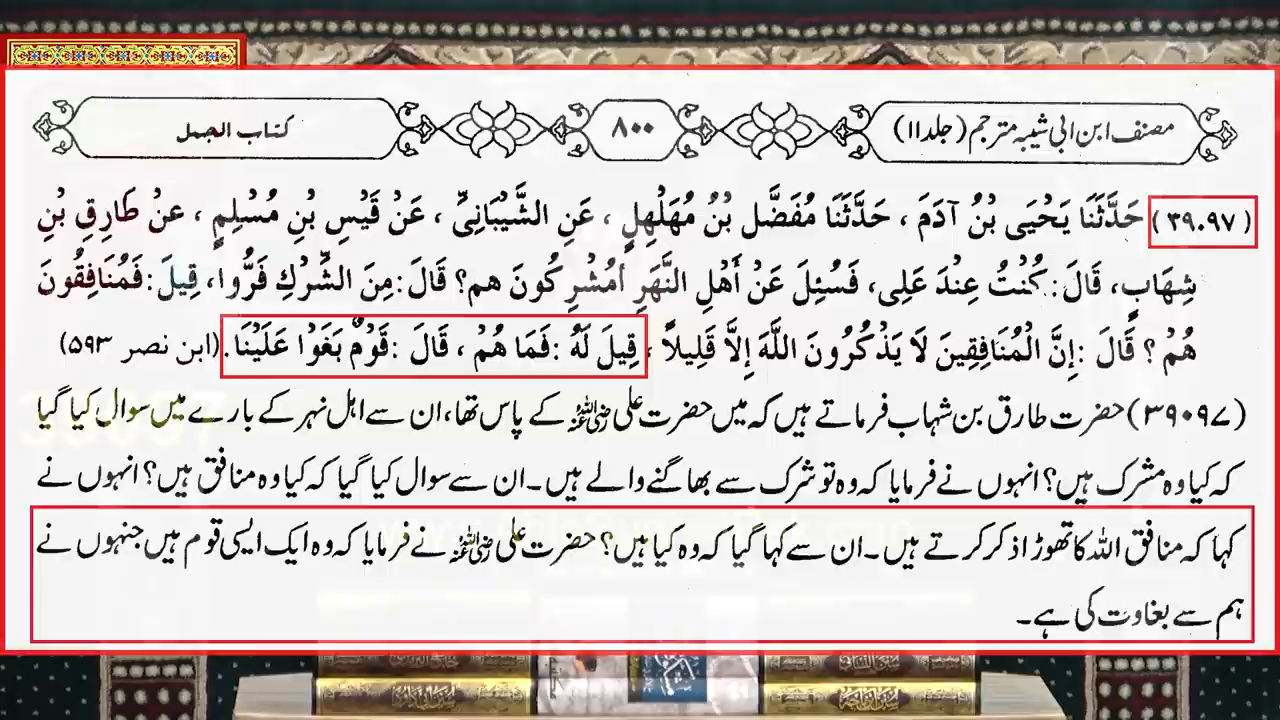 مصنف ابن ابی شیبہ مترجم (جلد ۱۱)
۸۰۰
کتاب الجمل
(۳۹۰۹۷) حَدَّثَنَا يَحْيَى بْنُ آدَمَ ، حَدَّثَنَا مُفَضَّل بْنُ مُهَلْهِلٍ ، عَنِ الشَّيْبَانِيِّ ، عَنْ قَيْسِ بْنِ مُسْلِمٍ ، عَنْ طَارِقِ بْنِ
شِهَابٍ، قَالَ: كُنْتُ عِنْدَ عَلِي، فَسُئِلَ عَنْ أَهْلِ النَّهَرِ أَمُشْرِكُونَ هم؟ قَالَ: مِنَ الشِّرْكِ فَرُّوا، قِيلَ: فَمُنَافِقُونَ
هُمْ؟ قَالَ: إِنَّ الْمُنَافِقِينَ لَا يَذْكُرُونَ اللَّهَ إِلَّا قَلِيلاً، قِيلَ لَهُ: فَمَا هُمْ ، قَالَ: قَوْمٌ بَغَوْا عَلَيْنَا. (ابن نصر ۵۹۳)
(۳۹۰۹۷) حضرت طارق بن شہاب فرماتے ہیں کہ میں حضرت علی رضی اللہ عنہ کے پاس تھا، ان سے اہل نہر کے بارے میں سوال کیا گیا
کہ کیا وہ مشرک ہیں؟ انہوں نے فرمایا کہ وہ تو شرک سے بھاگنے والے ہیں۔ ان سے سوال کیا گیا کہ کیا وہ منافق ہیں؟ انہوں نے
کہا کہ منافق اللہ کا تھوڑا ذکر کرتے ہیں۔ ان سے کہا گیا کہ وہ کیا ہیں؟ حضرت علی رضی اللہ عنہ نے فرمایا کہ وہ ایک ایسی قوم ہیں جنہوں نے
ہم سے بغاوت کی ہے۔